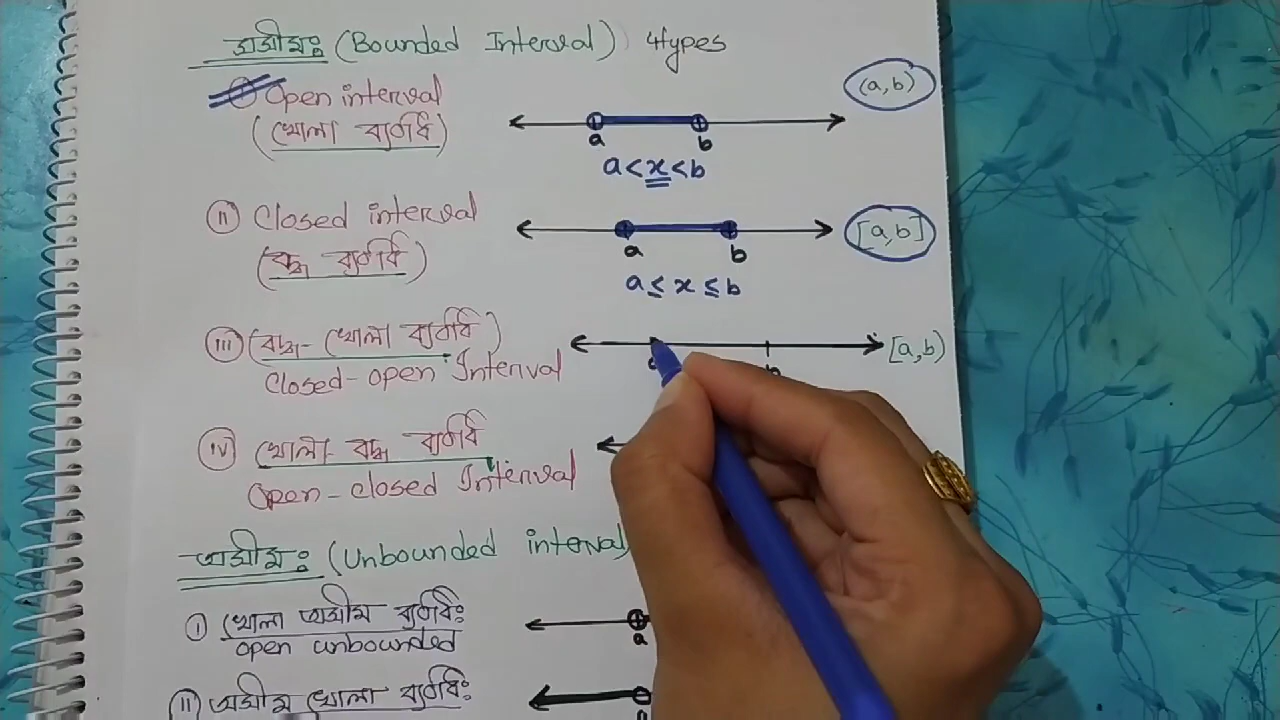 সসীমঃ (Bounded Interval) 4types
i Open interval (a,b)
(খোলা ব্যবধি)
a b
a < x < b
ii Closed interval [a,b]
(বদ্ধ ব্যবধি)
a b
a ≤ x ≤ b
iii (বদ্ধ- খোলা ব্যবধি) [a,b)
Closed-open Interval
iv খোলা- বদ্ধ ব্যবধি
Open-closed Interval
অসীমঃ (Unbounded interval)
i খোলা অসীম ব্যবধিঃ
open unbounded
a
ii অসীম খোলা ব্যবধিঃ